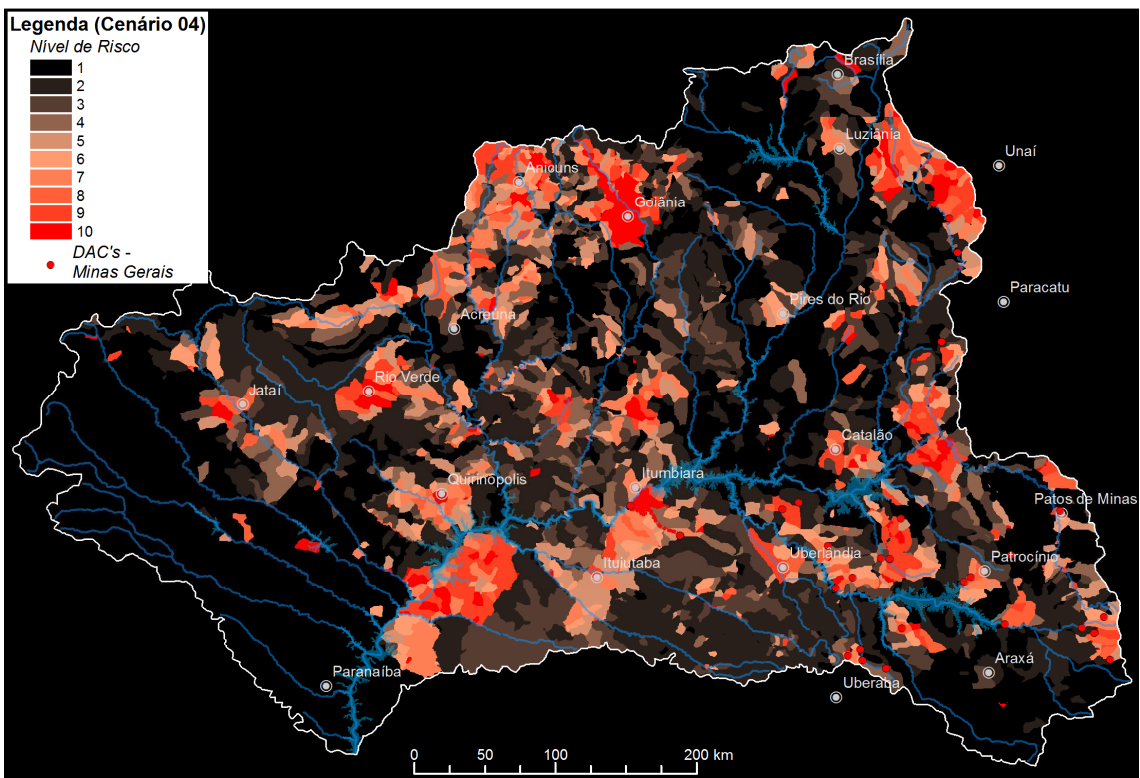 Legenda (Cenário 04)
Nível de Risco
1
2
3
4
5
6
7
8
9
10
DAC's -
Minas Gerais
Brasília
Luziânia
Unaí
Anicuns
Goiânia
Paracatu
Pires do Rio
Acreúna
Rio Verde
Jataí
Catalão
Itumbiara
Quirinópolis
Patos de Minas
Uberlândia
Patrocínio
Ituiutaba
Araxá
Paranaíba
Uberaba
0 50 100 200 km